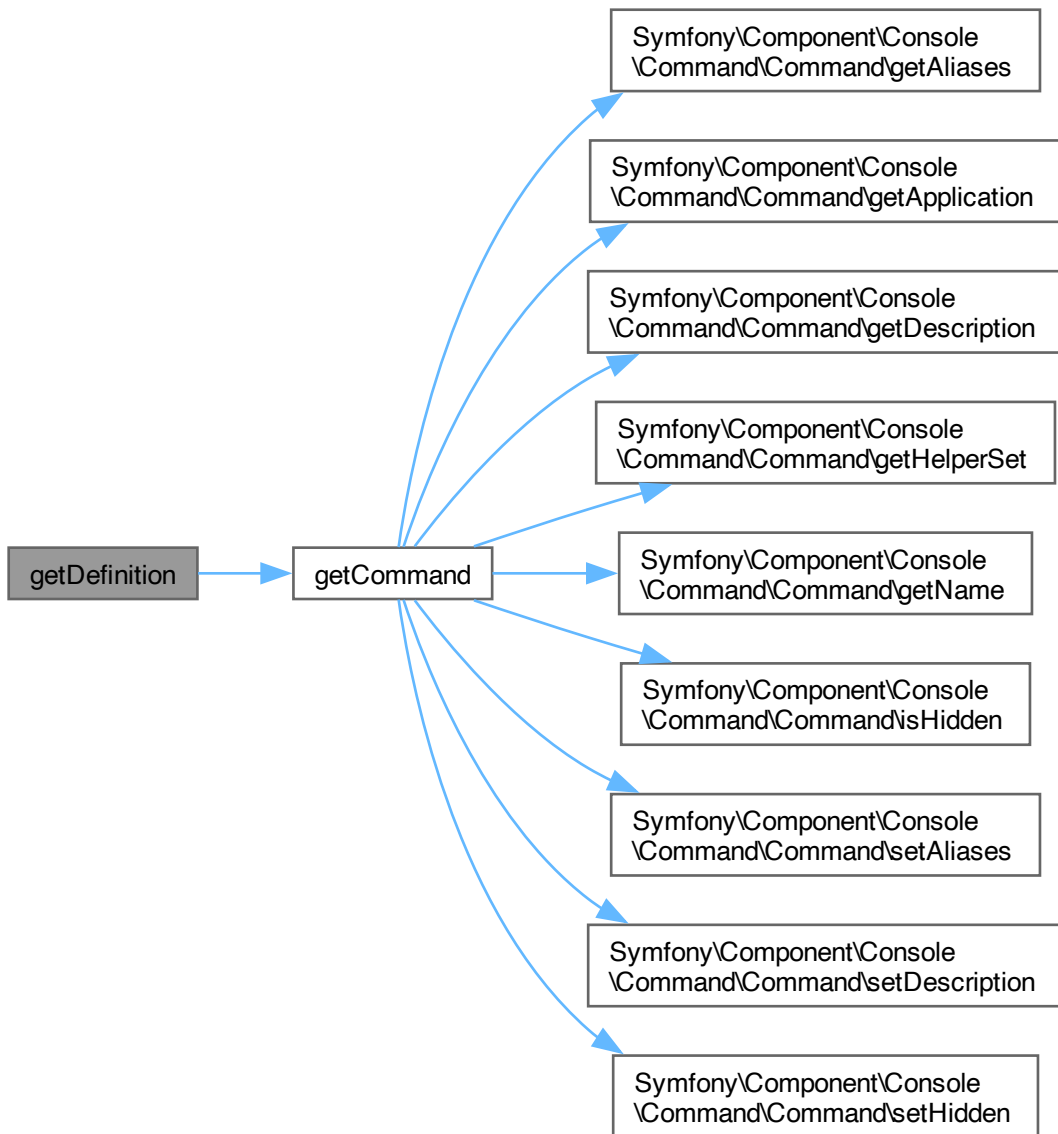 Symfony\Component\Console
\Command\Command\getAliases
Symfony\Component\Console
\Command\Command\getApplication
Symfony\Component\Console
\Command\Command\getDescription
Symfony\Component\Console
\Command\Command\getHelperSet
getDefinition
getCommand
Symfony\Component\Console
\Command\Command\getName
Symfony\Component\Console
\Command\Command\isHidden
Symfony\Component\Console
\Command\Command\setAliases
Symfony\Component\Console
\Command\Command\setDescription
Symfony\Component\Console
\Command\Command\setHidden